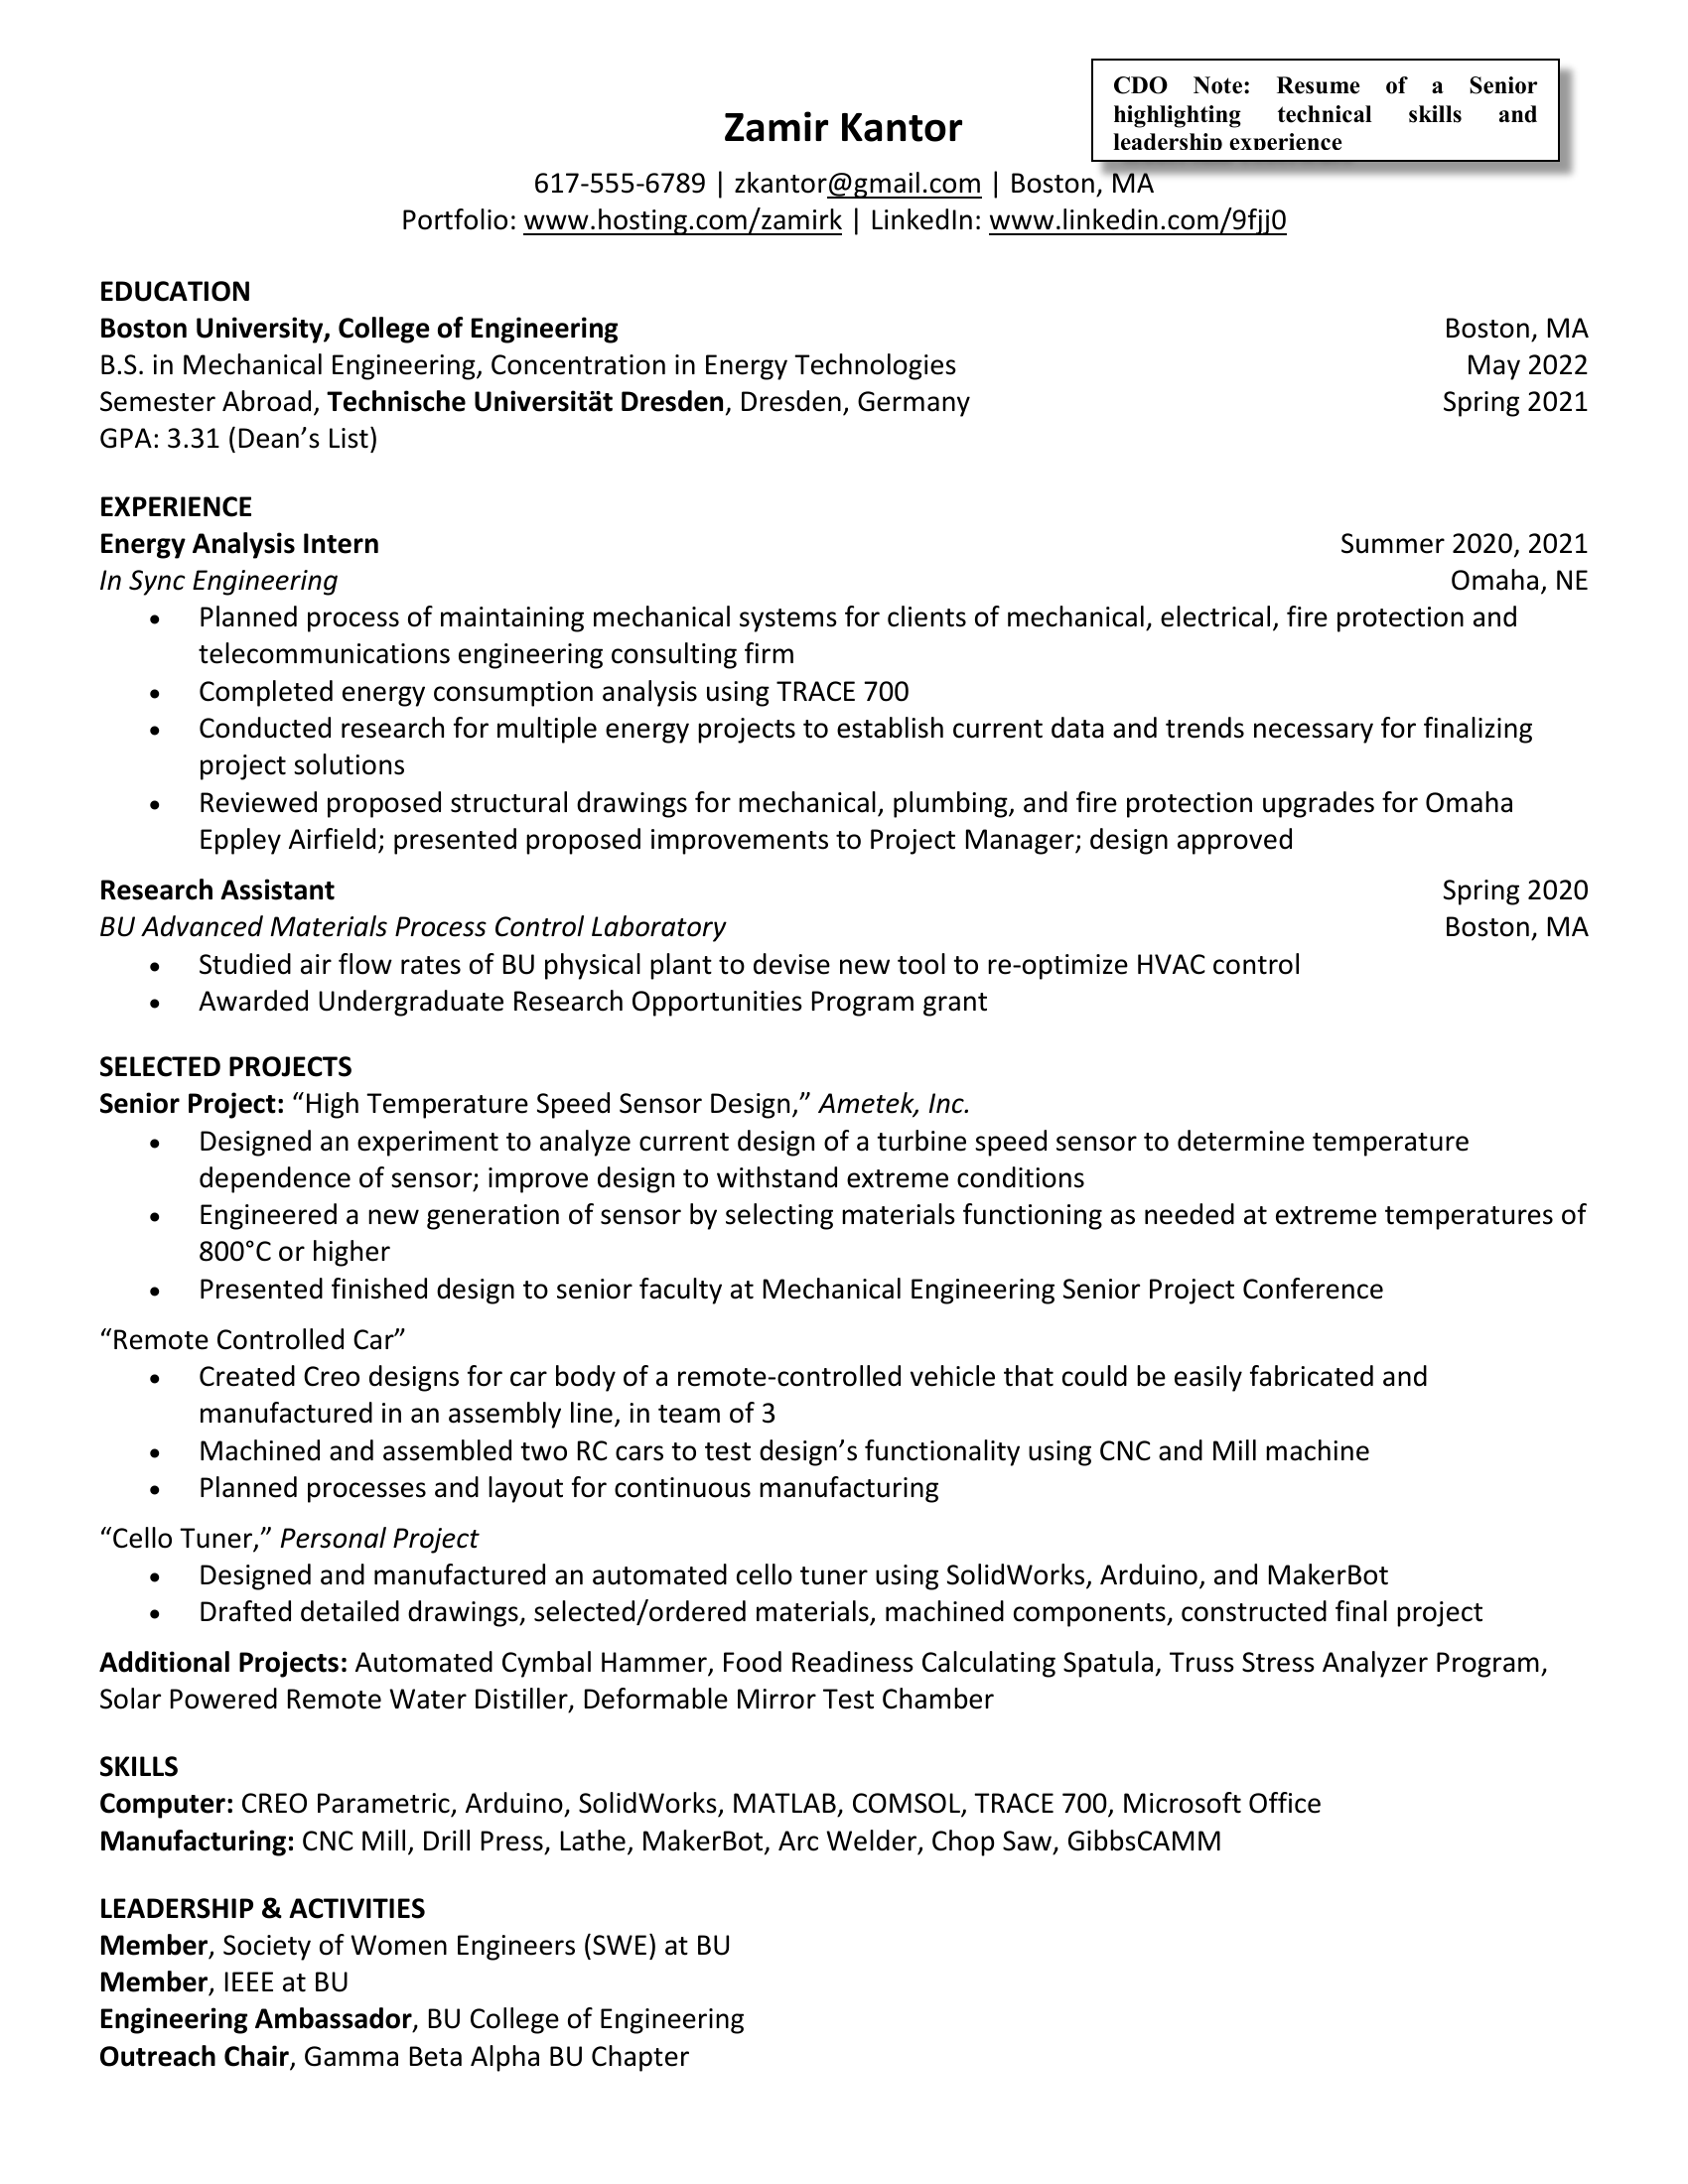 CDO Note: Resume of a Senior
highlighting technical skills and
leadership experience
Zamir Kantor
617-555-6789 | zkantor@gmail.com | Boston, MA
Portfolio: www.hosting.com/zamirk | LinkedIn: www.linkedin.com/9fjj0
EDUCATION
Boston University, College of Engineering Boston, MA
B.S. in Mechanical Engineering, Concentration in Energy Technologies May 2022
Semester Abroad, Technische Universität Dresden, Dresden, Germany Spring 2021
GPA: 3.31 (Dean’s List)
EXPERIENCE
Energy Analysis Intern Summer 2020, 2021
In Sync Engineering Omaha, NE
• Planned process of maintaining mechanical systems for clients of mechanical, electrical, fire protection and
telecommunications engineering consulting firm
• Completed energy consumption analysis using TRACE 700
• Conducted research for multiple energy projects to establish current data and trends necessary for finalizing
project solutions
• Reviewed proposed structural drawings for mechanical, plumbing, and fire protection upgrades for Omaha
Eppley Airfield; presented proposed improvements to Project Manager; design approved
Research Assistant Spring 2020
BU Advanced Materials Process Control Laboratory Boston, MA
• Studied air flow rates of BU physical plant to devise new tool to re-optimize HVAC control
• Awarded Undergraduate Research Opportunities Program grant
SELECTED PROJECTS
Senior Project: “High Temperature Speed Sensor Design,” Ametek, Inc.
• Designed an experiment to analyze current design of a turbine speed sensor to determine temperature
dependence of sensor; improve design to withstand extreme conditions
• Engineered a new generation of sensor by selecting materials functioning as needed at extreme temperatures of
800°C or higher
• Presented finished design to senior faculty at Mechanical Engineering Senior Project Conference
“Remote Controlled Car”
• Created Creo designs for car body of a remote-controlled vehicle that could be easily fabricated and
manufactured in an assembly line, in team of 3
• Machined and assembled two RC cars to test design’s functionality using CNC and Mill machine
• Planned processes and layout for continuous manufacturing
“Cello Tuner,” Personal Project
• Designed and manufactured an automated cello tuner using SolidWorks, Arduino, and MakerBot
• Drafted detailed drawings, selected/ordered materials, machined components, constructed final project
Additional Projects: Automated Cymbal Hammer, Food Readiness Calculating Spatula, Truss Stress Analyzer Program,
Solar Powered Remote Water Distiller, Deformable Mirror Test Chamber
SKILLS
Computer: CREO Parametric, Arduino, SolidWorks, MATLAB, COMSOL, TRACE 700, Microsoft Office
Manufacturing: CNC Mill, Drill Press, Lathe, MakerBot, Arc Welder, Chop Saw, GibbsCAMM
LEADERSHIP & ACTIVITIES
Member, Society of Women Engineers (SWE) at BU
Member, IEEE at BU
Engineering Ambassador, BU College of Engineering
Outreach Chair, Gamma Beta Alpha BU Chapter